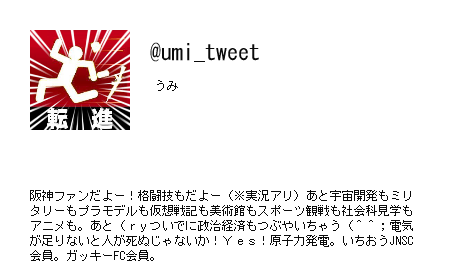 @umi_tweet
うみ
転進
阪神ファンだよー！格闘技もだよー（※実況アリ）あと宇宙開発もミリ
タリーもプラモデルも仮想戦記も美術館もスポーツ観戦も社会科見学も
アニメも。あと（ｒｙついでに政治経済もつぶやいちゃう（＾＾；電気
が足りないと人が死ぬじゃないか！Ｙｅｓ！原子力発電。いちおうJNSC
会員。ガッキーFC会員。